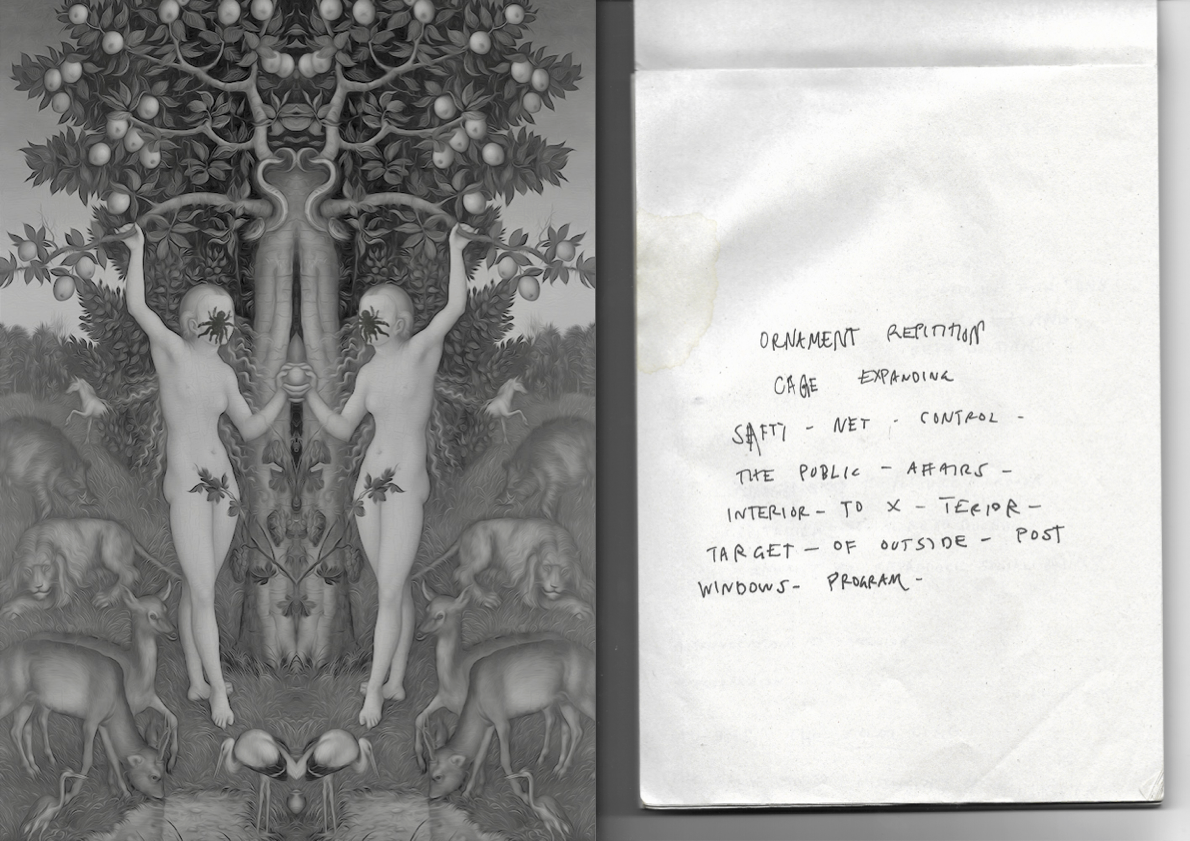 ORNAMENT REPITITION
CAGE EXPANDING
SAFTY - NET - CONTROL -
THE PUBLIC - AFFAIRS -
INTERIOR - TO X - TERIOR -
TARGET - OF OUTSIDE - POST
WINDOWS - PROGRAM -